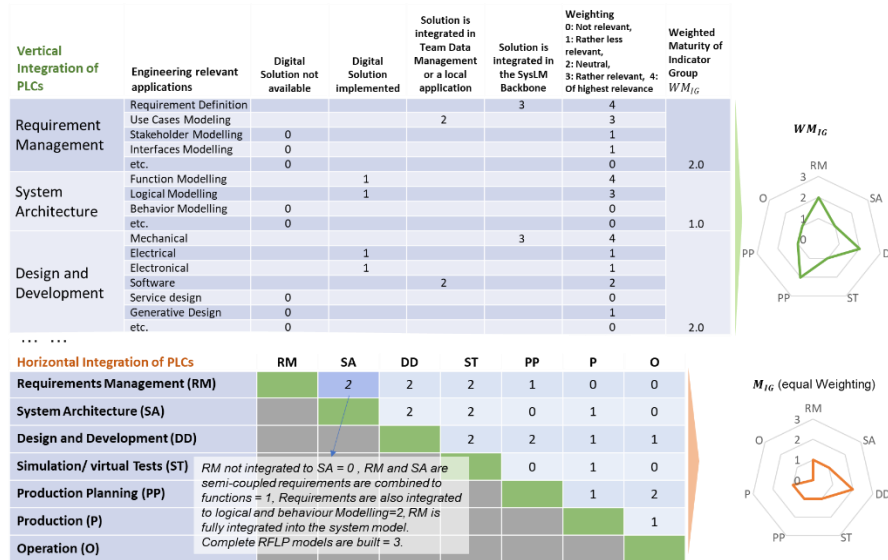 Vertical
Integration of
PLCs
Engineering relevant
applications
Digital
Solution not
available
Digital
Solution
implemented
Solution is
integrated in
Team Data
Management
or a local
application
Solution is
integrated in
the SysLM
Backbone
Weighting
0: Not relevant,
1: Rather less
relevant,
2: Neutral,
3: Rather relevant, 4:
Of highest relevance
Weighted
Maturity of
Indicator
Group
WM_IG
Requirement
Management
Requirement Definition 3 4
Use Cases Modeling 2 3
Stakeholder Modelling 0 1
Interfaces Modelling 0 1
etc. 0 0 2.0
System
Architecture
Function Modelling 1 4
Logical Modelling 1 3
Behavior Modelling 0 0
etc. 0 0 1.0
Design and
Development
Mechanical 3 4
Electrical 1 1
Electronical 1 1
Software 2 2
Service design 0 0
Generative Design 0 1
etc. 0 0 2.0
... ...
WM_IG
RM
SA
D
ST
PP
PP
O
3
2
1
0
Horizontal Integration of PLCs RM SA DD ST PP P O
Requirements Management (RM) 2 2 2 1 0 0
System Architecture (SA) 2 2 0 1 0
Design and Development (DD) 2 2 1 1
Simulation/ virtual Tests (ST) 0 1 0
Production Planning (PP) 1 2
Production (P) 1
Operation (O)
RM not integrated to SA = 0 , RM and SA are
semi-coupled requirements are combined to
functions = 1, Requirements are also integrated
to logical and behaviour Modelling=2, RM is
fully integrated into the system model.
Complete RFLP models are built = 3.
M_IG (equal Weighting)
RM
SA
DD
ST
PP
P
O
3
2
1
0